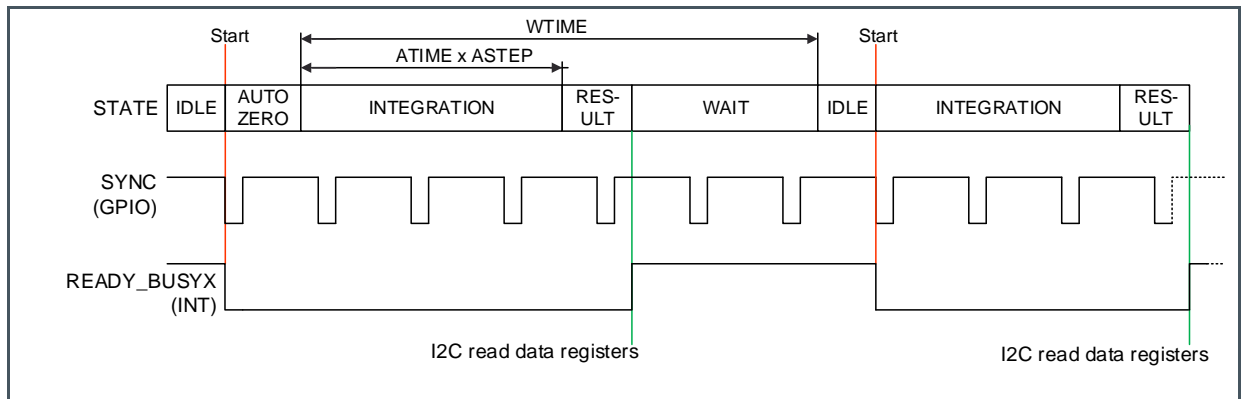 Start
WTIME
Start
ATIME x ASTEP
STATE
IDLE
AUTO
ZERO
INTEGRATION
RES-
ULT
WAIT
IDLE
INTEGRATION
RES-
ULT
SYNC
(GPIO)
READY_BUSYX
(INT)
I2C read data registers
I2C read data registers